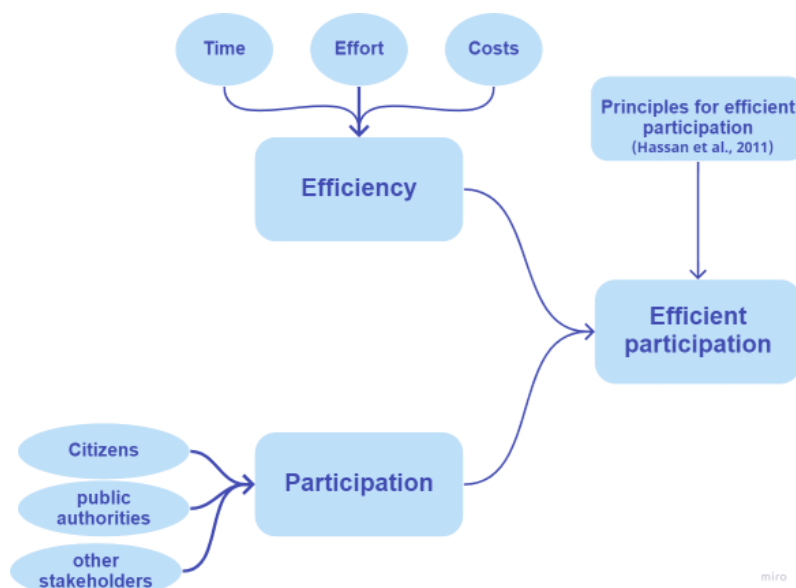 Time
Effort
Costs
Principles for efficient
participation
(Hassan et al., 2011)
Efficiency
Efficient
participation
Citizens
public
authorities
other
stakeholders
Participation
miro